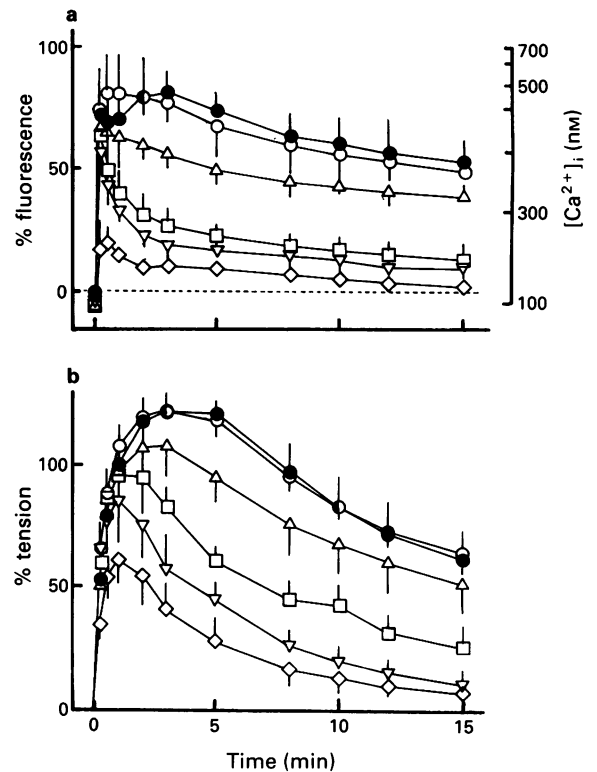 a
100
50
0
% fluorescence
700
500
300
100
[Ca²⁺]ᵢ (nM)
b
100
50
0
% tension
0 5 10 15
Time (min)